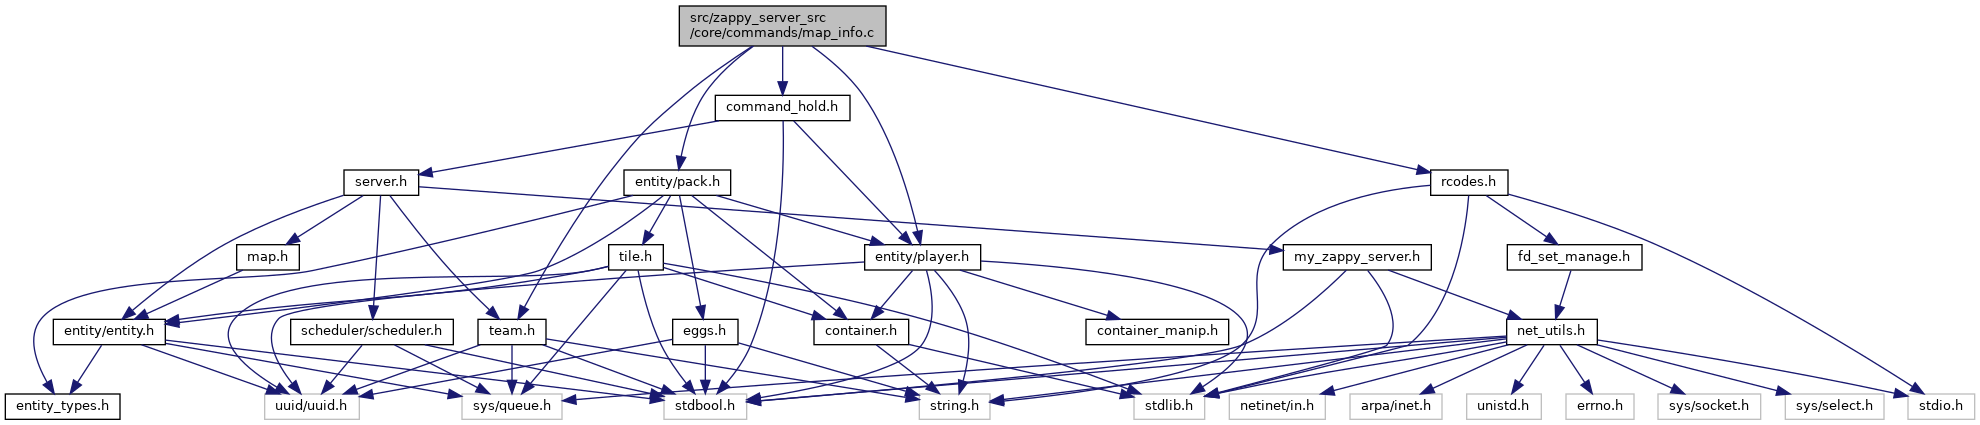 src/zappy_server_src
/core/commands/map_info.c
command_hold.h
server.h
entity/pack.h
rcodes.h
map.h
tile.h
entity/player.h
my_zappy_server.h
fd_set_manage.h
entity/entity.h
scheduler/scheduler.h
team.h
eggs.h
container.h
container_manip.h
net_utils.h
entity_types.h
uuid/uuid.h
sys/queue.h
stdbool.h
string.h
stdlib.h
netinet/in.h
arpa/inet.h
unistd.h
errno.h
sys/socket.h
sys/select.h
stdio.h